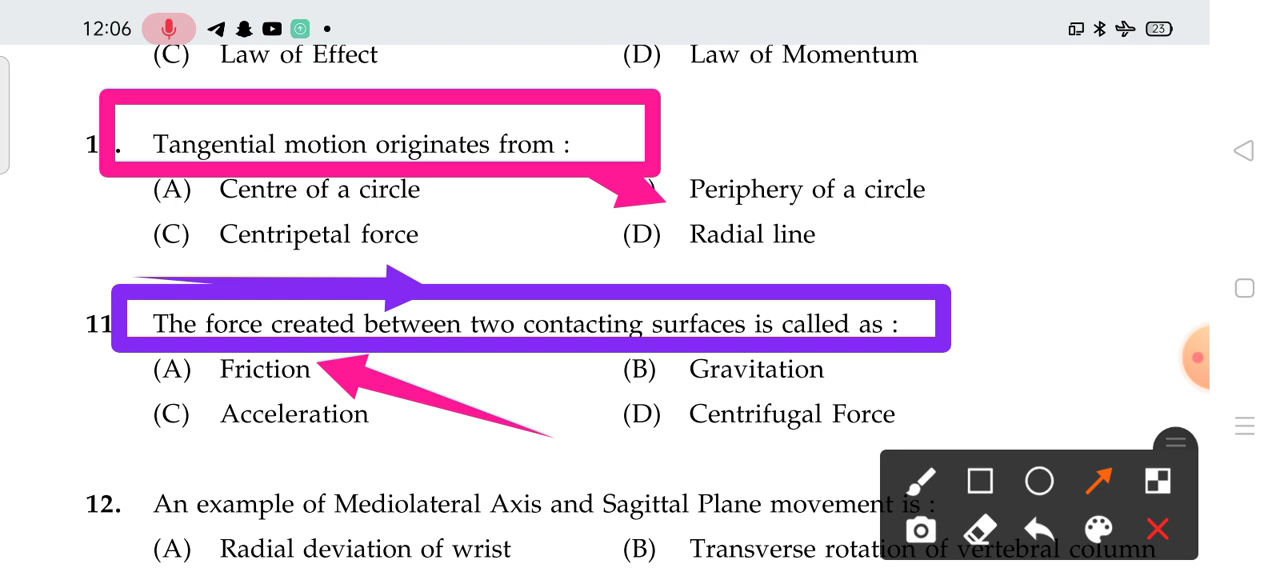 12:06 23
(C) Law of Effect (D) Law of Momentum
1 . Tangential motion originates from :
(A) Centre of a circle ) Periphery of a circle
(C) Centripetal force (D) Radial line
11 The force created between two contacting surfaces is called as :
(A) Friction (B) Gravitation
(C) Acceleration (D) Centrifugal Force
12. An example of Mediolateral Axis and Sagittal Plane movement is :
(A) Radial deviation of wrist (B) Transverse rotation of vertebral column